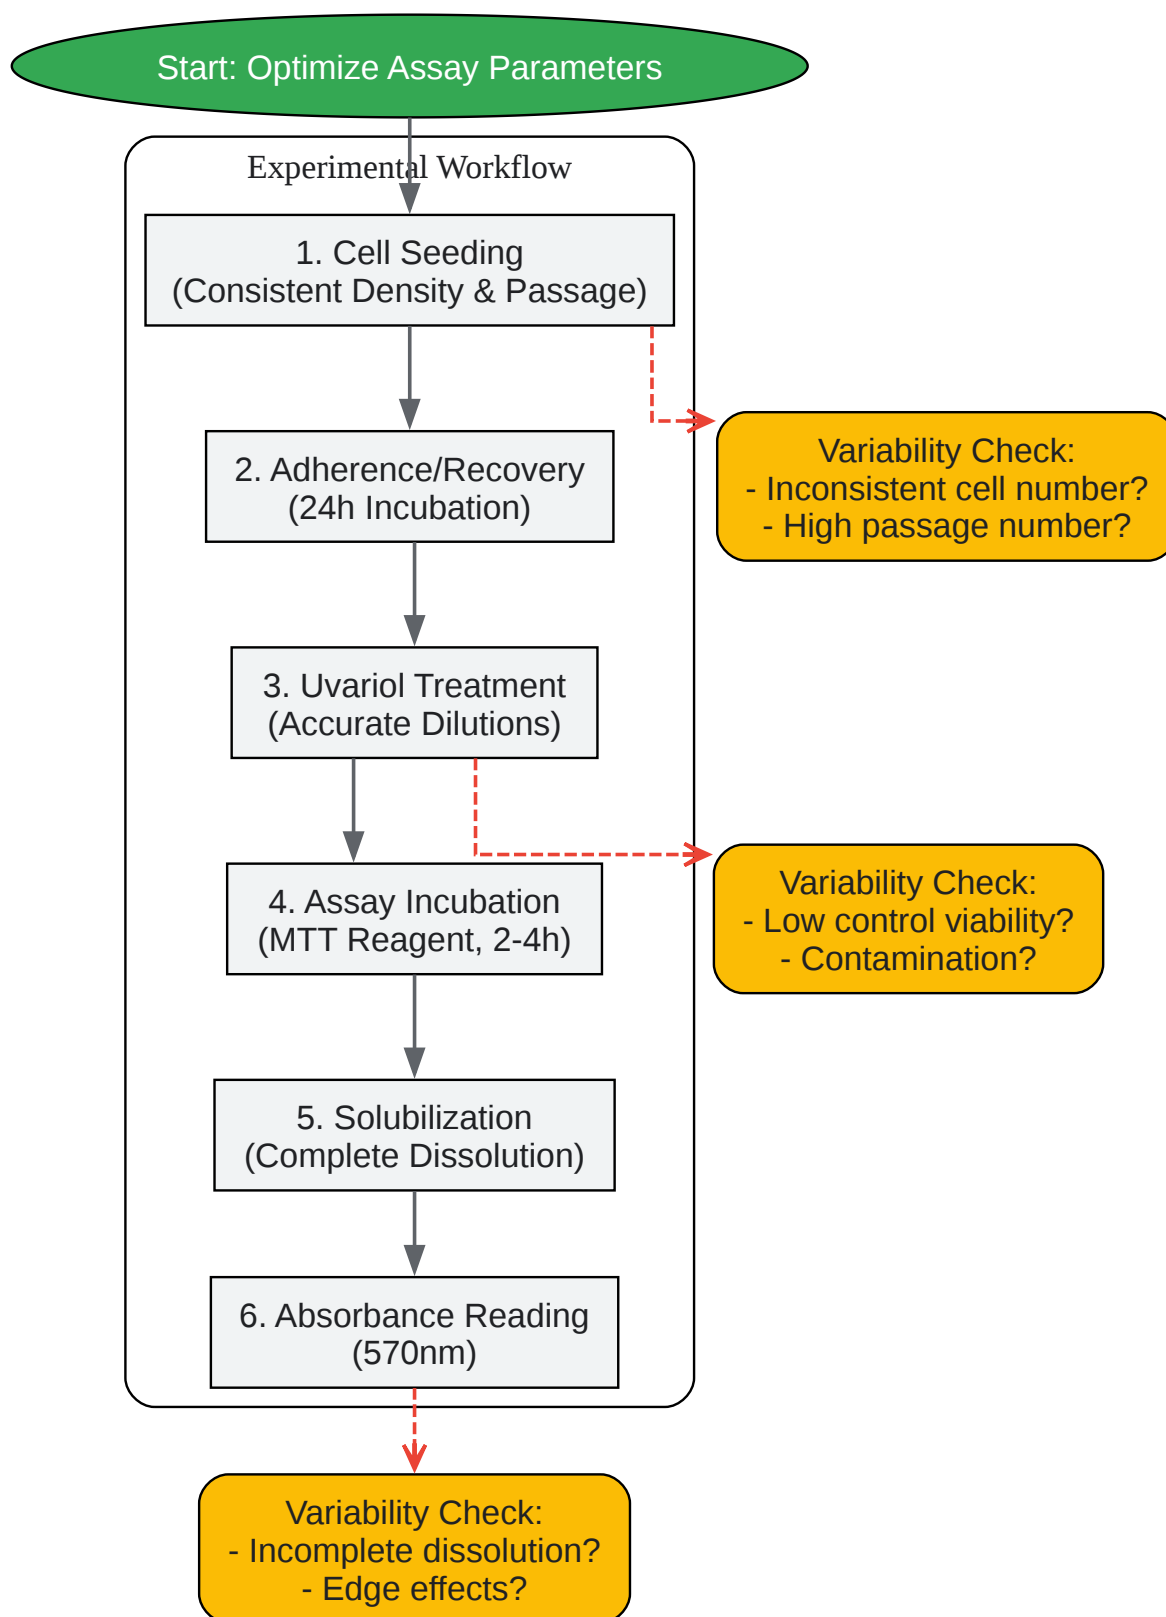 Start: Optimize Assay Parameters
Experimental Workflow
1. Cell Seeding
(Consistent Density & Passage)
Variability Check:
- Inconsistent cell number?
- High passage number?
2. Adherence/Recovery
(24h Incubation)
3. Uvariol Treatment
(Accurate Dilutions)
Variability Check:
- Low control viability?
- Contamination?
4. Assay Incubation
(MTT Reagent, 2-4h)
5. Solubilization
(Complete Dissolution)
6. Absorbance Reading
(570nm)
Variability Check:
- Incomplete dissolution?
- Edge effects?